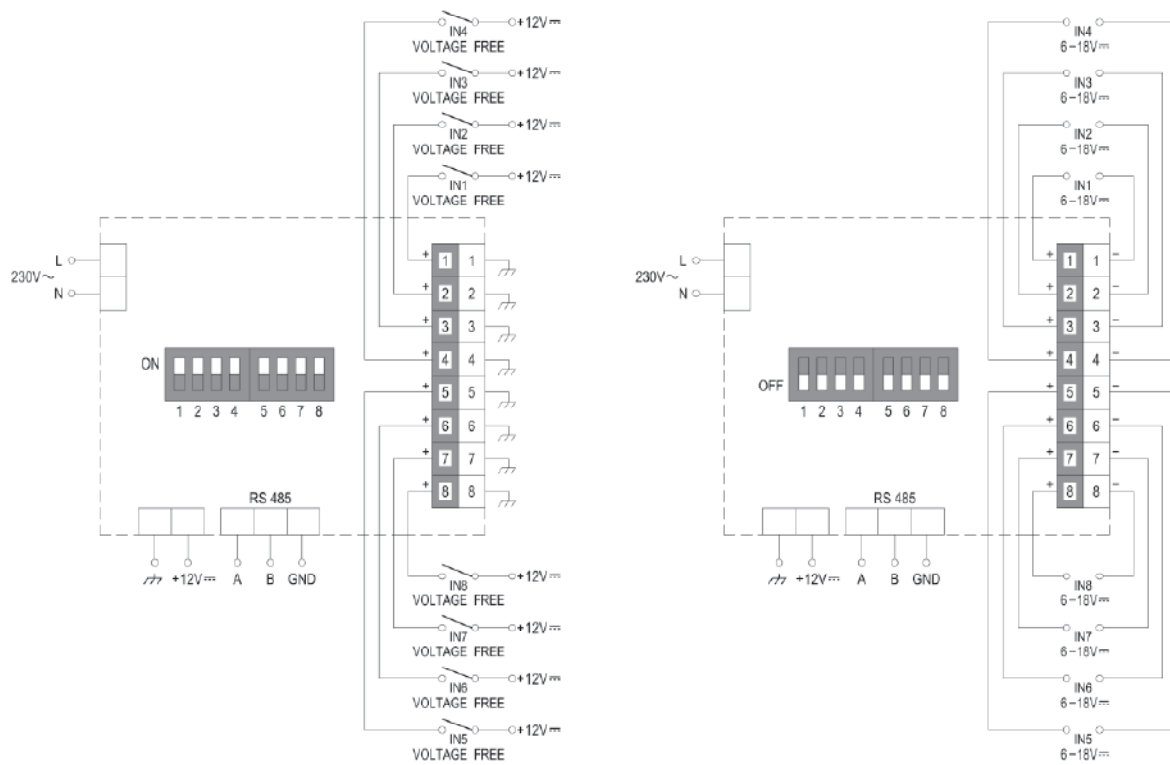 +12V⎓
IN4
VOLTAGE FREE
+12V⎓
IN3
VOLTAGE FREE
+12V⎓
IN2
VOLTAGE FREE
+12V⎓
IN1
VOLTAGE FREE
L
230V~
N
+ 1 1
+ 2 2
+ 3 3
+ 4 4
+ 5 5
+ 6 6
+ 7 7
+ 8 8
ON
1 2 3 4 5 6 7 8
RS 485
+12V⎓ A B GND
+12V⎓
IN8
VOLTAGE FREE
+12V⎓
IN7
VOLTAGE FREE
+12V⎓
IN6
VOLTAGE FREE
+12V⎓
IN5
VOLTAGE FREE
IN4
6-18V⎓
IN3
6-18V⎓
IN2
6-18V⎓
IN1
6-18V⎓
L
230V~
N
+ 1 1 −
+ 2 2 −
+ 3 3 −
+ 4 4 −
+ 5 5 −
+ 6 6 −
+ 7 7 −
+ 8 8 −
OFF
1 2 3 4 5 6 7 8
RS 485
+12V⎓ A B GND
IN8
6-18V⎓
IN7
6-18V⎓
IN6
6-18V⎓
IN5
6-18V⎓